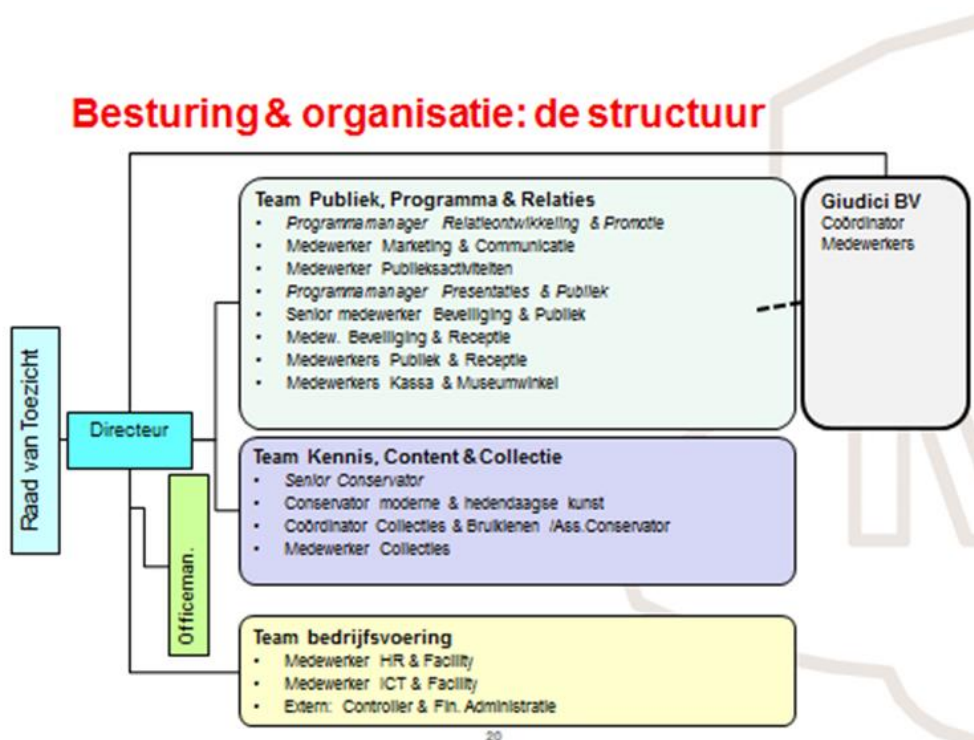 Besturing & organisatie: de structuur
Team Publiek, Programma & Relaties
• Programmamanager Relatieontwikkeling & Promotie
• Medewerker Marketing & Communicatie
• Medewerker Publieksactiviteiten
• Programmamanager Presentaties & Publiek
• Senior medewerker Beveiliging & Publiek
• Medew. Beveiliging & Receptie
• Medewerkers Publiek & Receptie
• Medewerkers Kassa & Museumwinkel
Giudici BV
Coördinator
Medewerkers
Raad van Toezicht
Directeur
Officeman.
Team Kennis, Content & Collectie
• Senior Conservator
• Conservator moderne & hedendaagse kunst
• Coördinator Collecties & Bruiklenen /Ass.Conservator
• Medewerker Collecties
Team bedrijfsvoering
• Medewerker HR & Facility
• Medewerker ICT & Facility
• Extern: Controller & Fin. Administratie
20